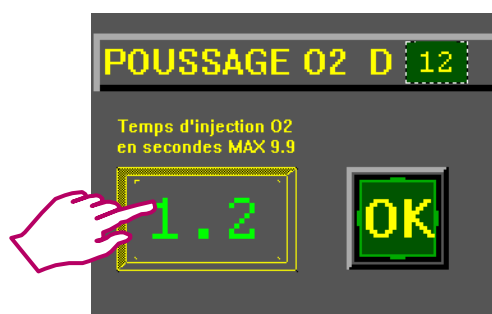 POUSSAGE O2 D 12
Temps d'injection O2
en secondes MAX 9.9
1.2
OK